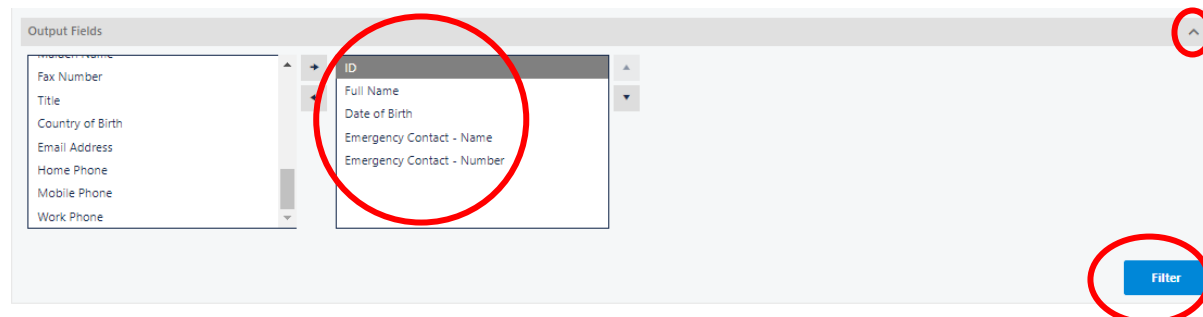 Output Fields
Fax Number
Title
Country of Birth
Email Address
Home Phone
Mobile Phone
Work Phone
ID
Full Name
Date of Birth
Emergency Contact - Name
Emergency Contact - Number
Filter